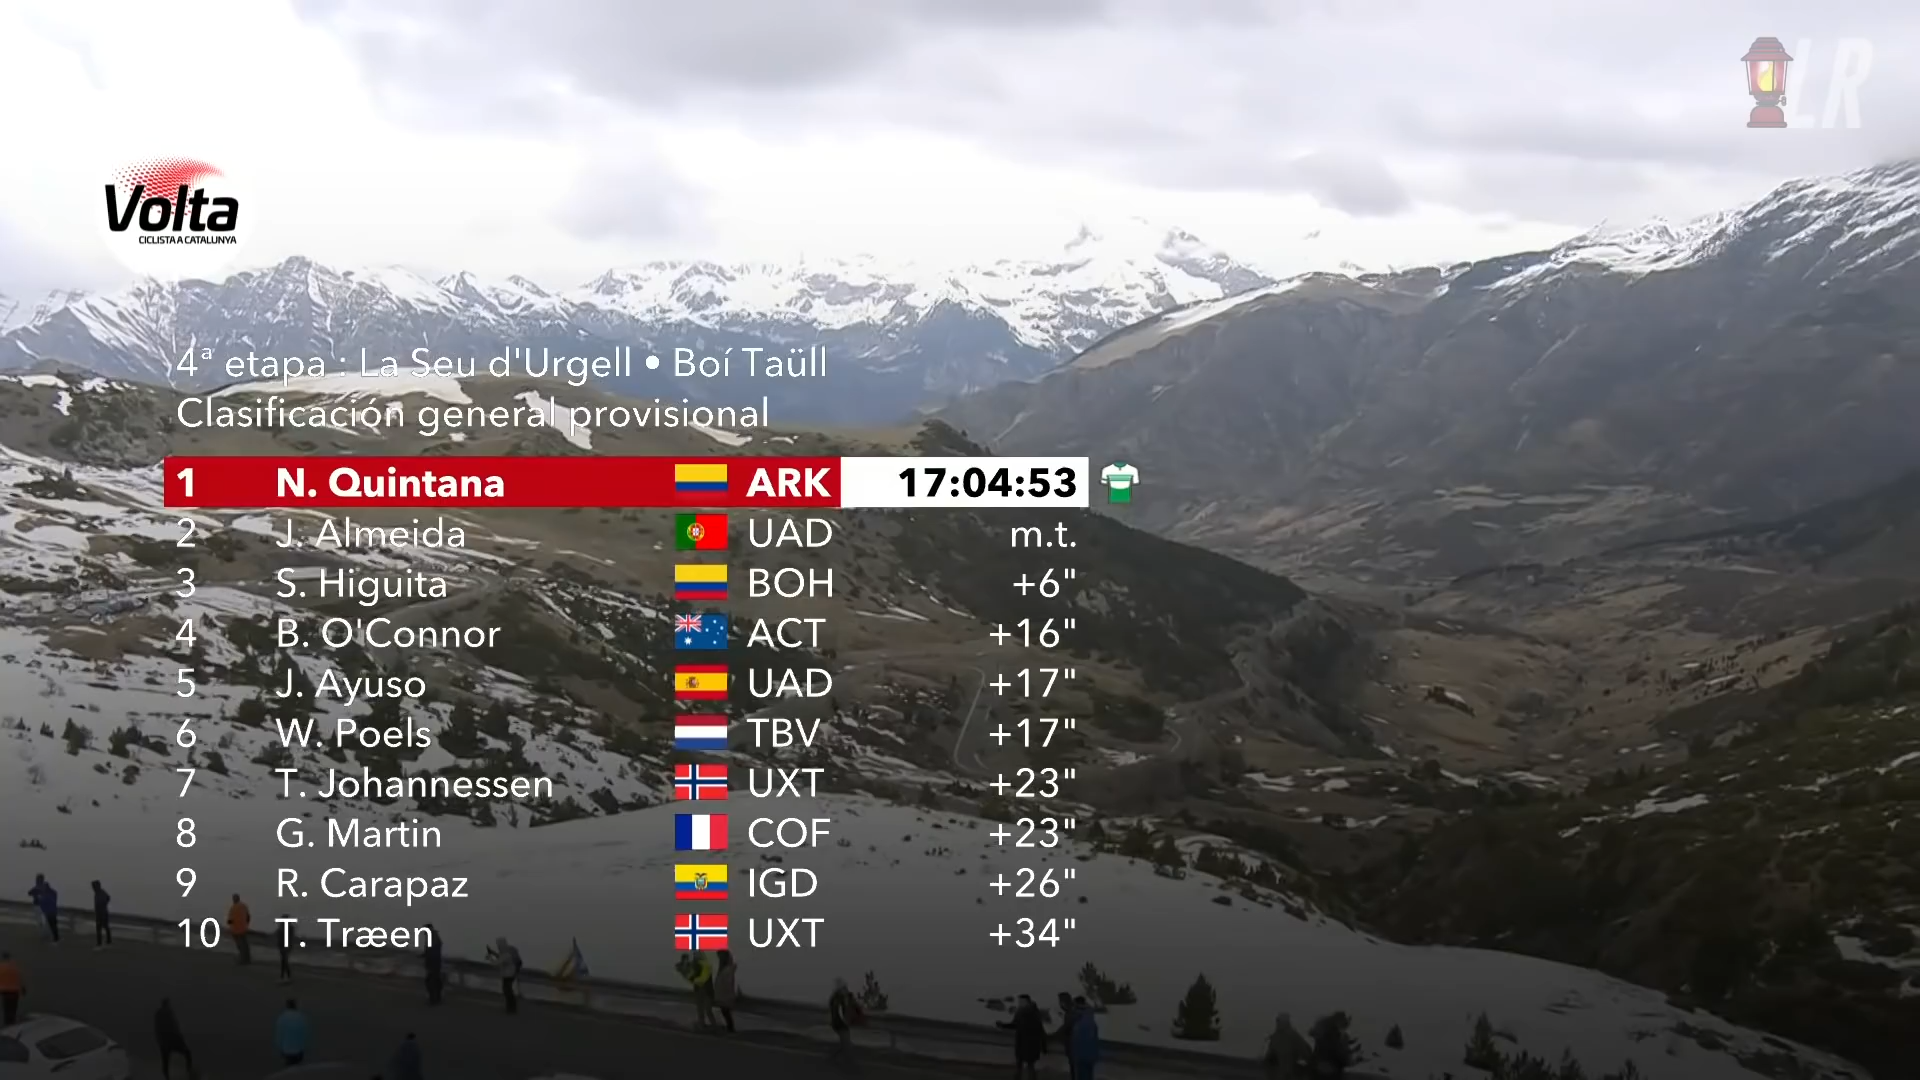 LR
Volta
CICLISTA A CATALUNYA
4ª etapa : La Seu d'Urgell • Boí Taüll
Clasificación general provisional
1 N. Quintana ARK 17:04:53
2 J. Almeida UAD m.t.
3 S. Higuita BOH +6"
4 B. O'Connor ACT +16"
5 J. Ayuso UAD +17"
6 W. Poels TBV +17"
7 T. Johannessen UXT +23"
8 G. Martin COF +23"
9 R. Carapaz IGD +26"
10 T. Træen UXT +34"